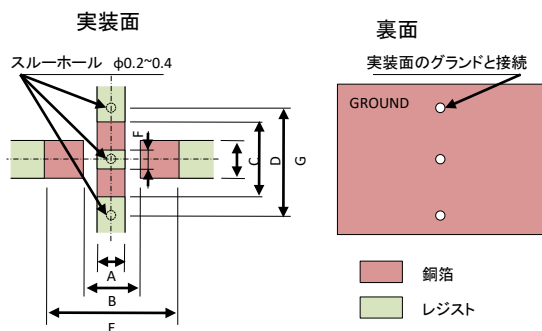 実装面
裏面
スルーホール φ0.2~0.4
実装面のグランドと接続
GROUND
F
C
D
G
A
B
E
銅箔
レジスト